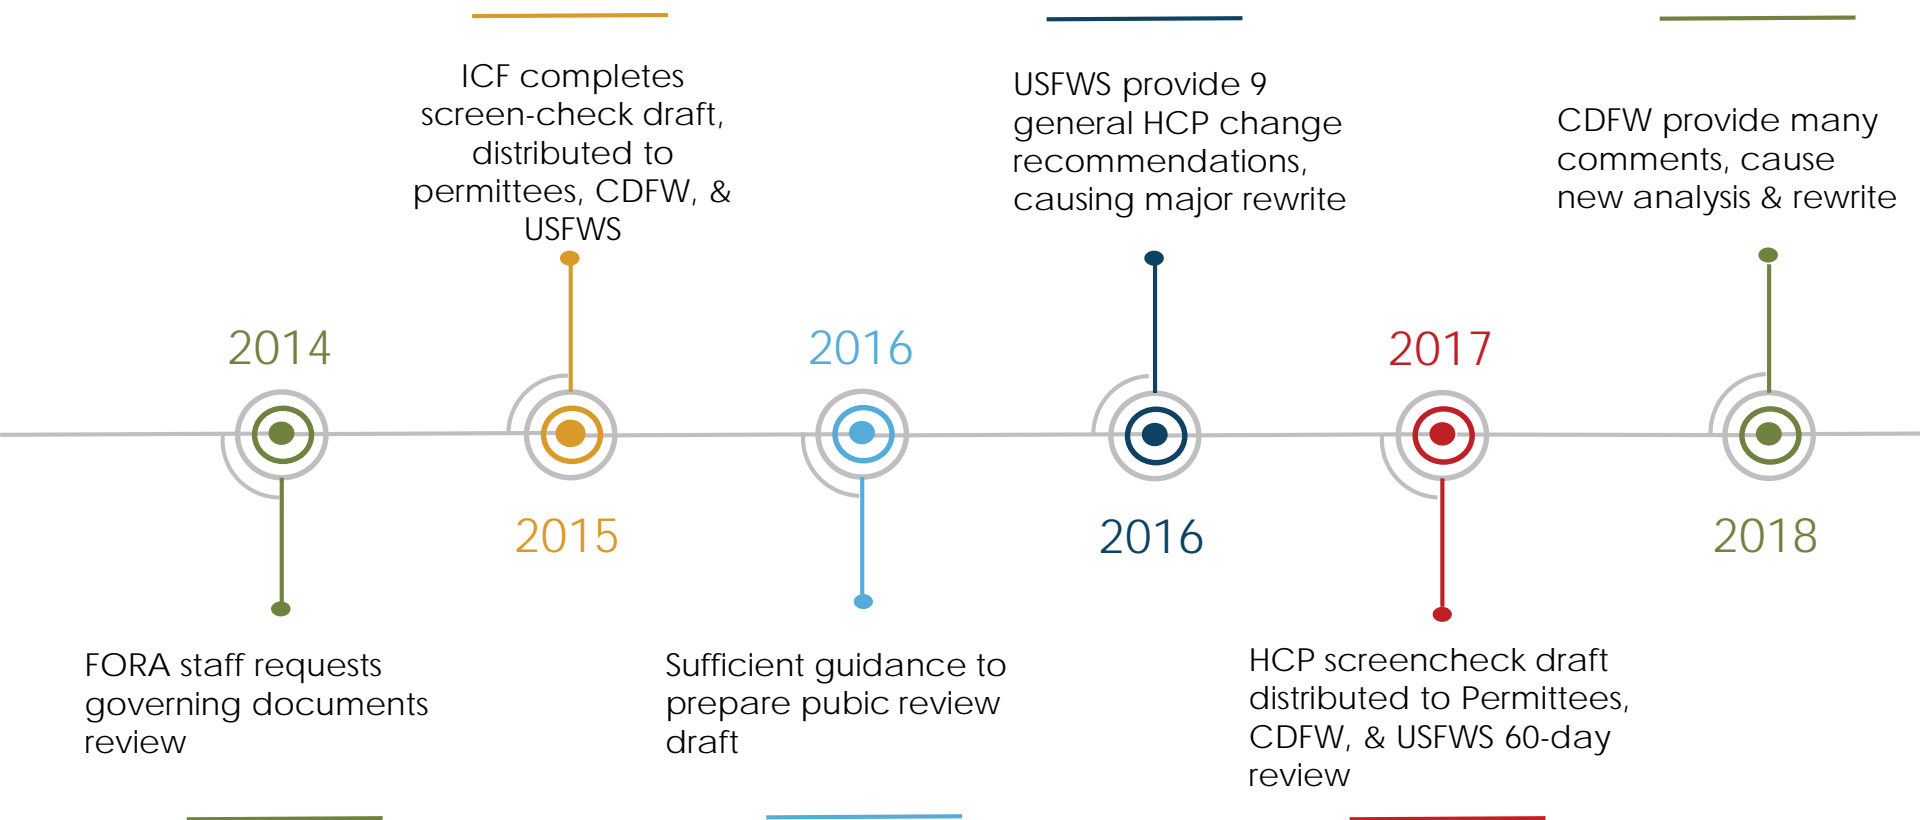 ICF completes
screen-check draft,
distributed to
permittees, CDFW, &
USFWS
USFWS provide 9
general HCP change
recommendations,
causing major rewrite
CDFW provide many
comments, cause
new analysis & rewrite
2014
2016
2017
2015
2016
2018
FORA staff requests
governing documents
review
Sufficient guidance to
prepare pubic review
draft
HCP screencheck draft
distributed to Permittees,
CDFW, & USFWS 60-day
review